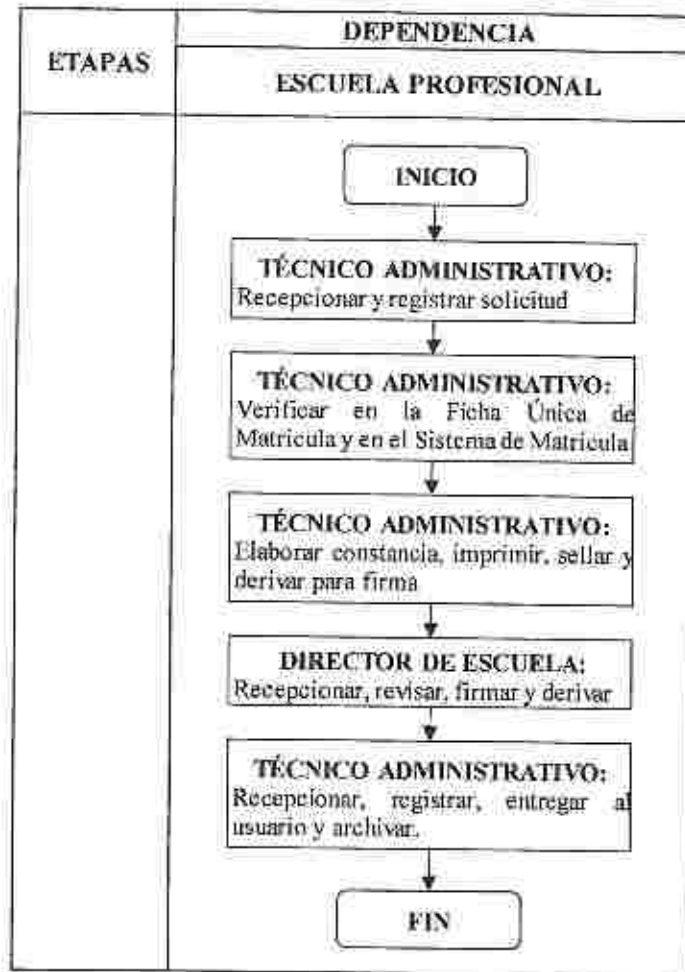 DEPENDENCIA
ETAPAS
ESCUELA PROFESIONAL
INICIO
TÉCNICO ADMINISTRATIVO:
Recepcionar y registrar solicitud
TÉCNICO ADMINISTRATIVO:
Verificar en la Ficha Única de
Matricula y en el Sistema de Matricula
TÉCNICO ADMINISTRATIVO:
Elaborar constancia, imprimir, sellar y
derivar para firma
DIRECTOR DE ESCUELA:
Recepcionar, revisar, firmar y derivar
TÉCNICO ADMINISTRATIVO:
Recepcionar, registrar, entregar al
usuario y archivar.
FIN